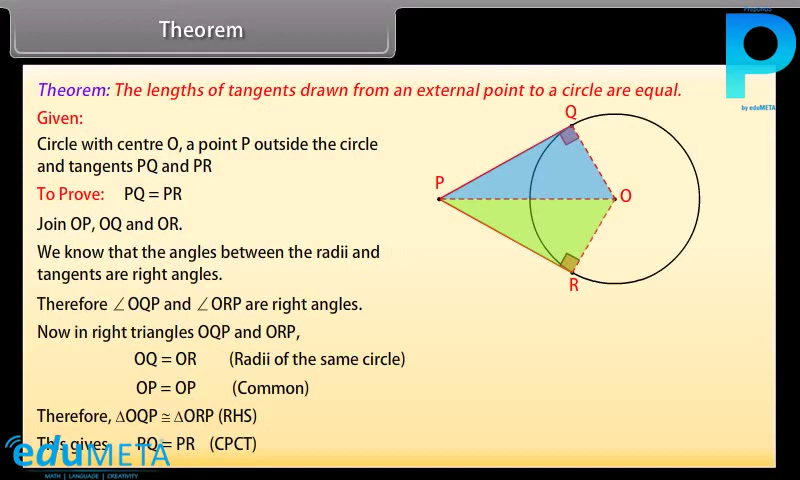 Theorem
Preponds
P
by eduMETA
Theorem: The lengths of tangents drawn from an external point to a circle are equal.
Given:
Circle with centre O, a point P outside the circle
and tangents PQ and PR
To Prove: PQ = PR
Join OP, OQ and OR.
We know that the angles between the radii and
tangents are right angles.
Therefore ∠OQP and ∠ORP are right angles.
Now in right triangles OQP and ORP,
OQ = OR (Radii of the same circle)
OP = OP (Common)
Therefore, ΔOQP ≅ ΔORP (RHS)
This gives PQ = PR (CPCT)
eduMETA
MATH | LANGUAGE | CREATIVITY
Q
P
O
R